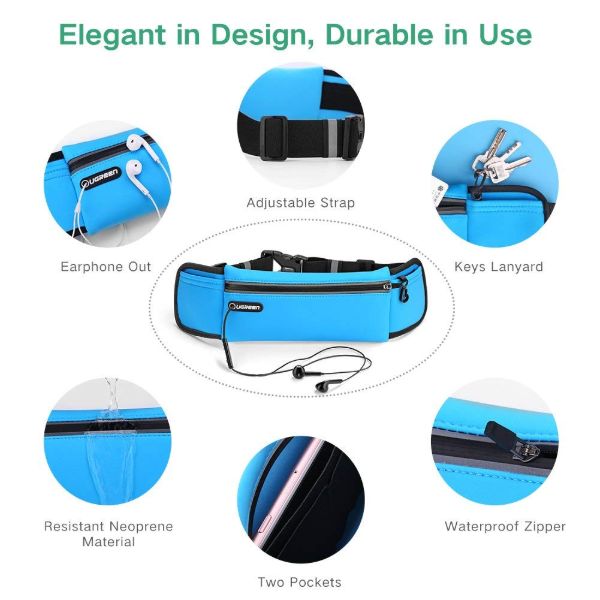 Elegant in Design, Durable in Use
UGREEN
Adjustable Strap
Earphone Out
Keys Lanyard
UGREEN
Resistant Neoprene
Material
Waterproof Zipper
Two Pockets